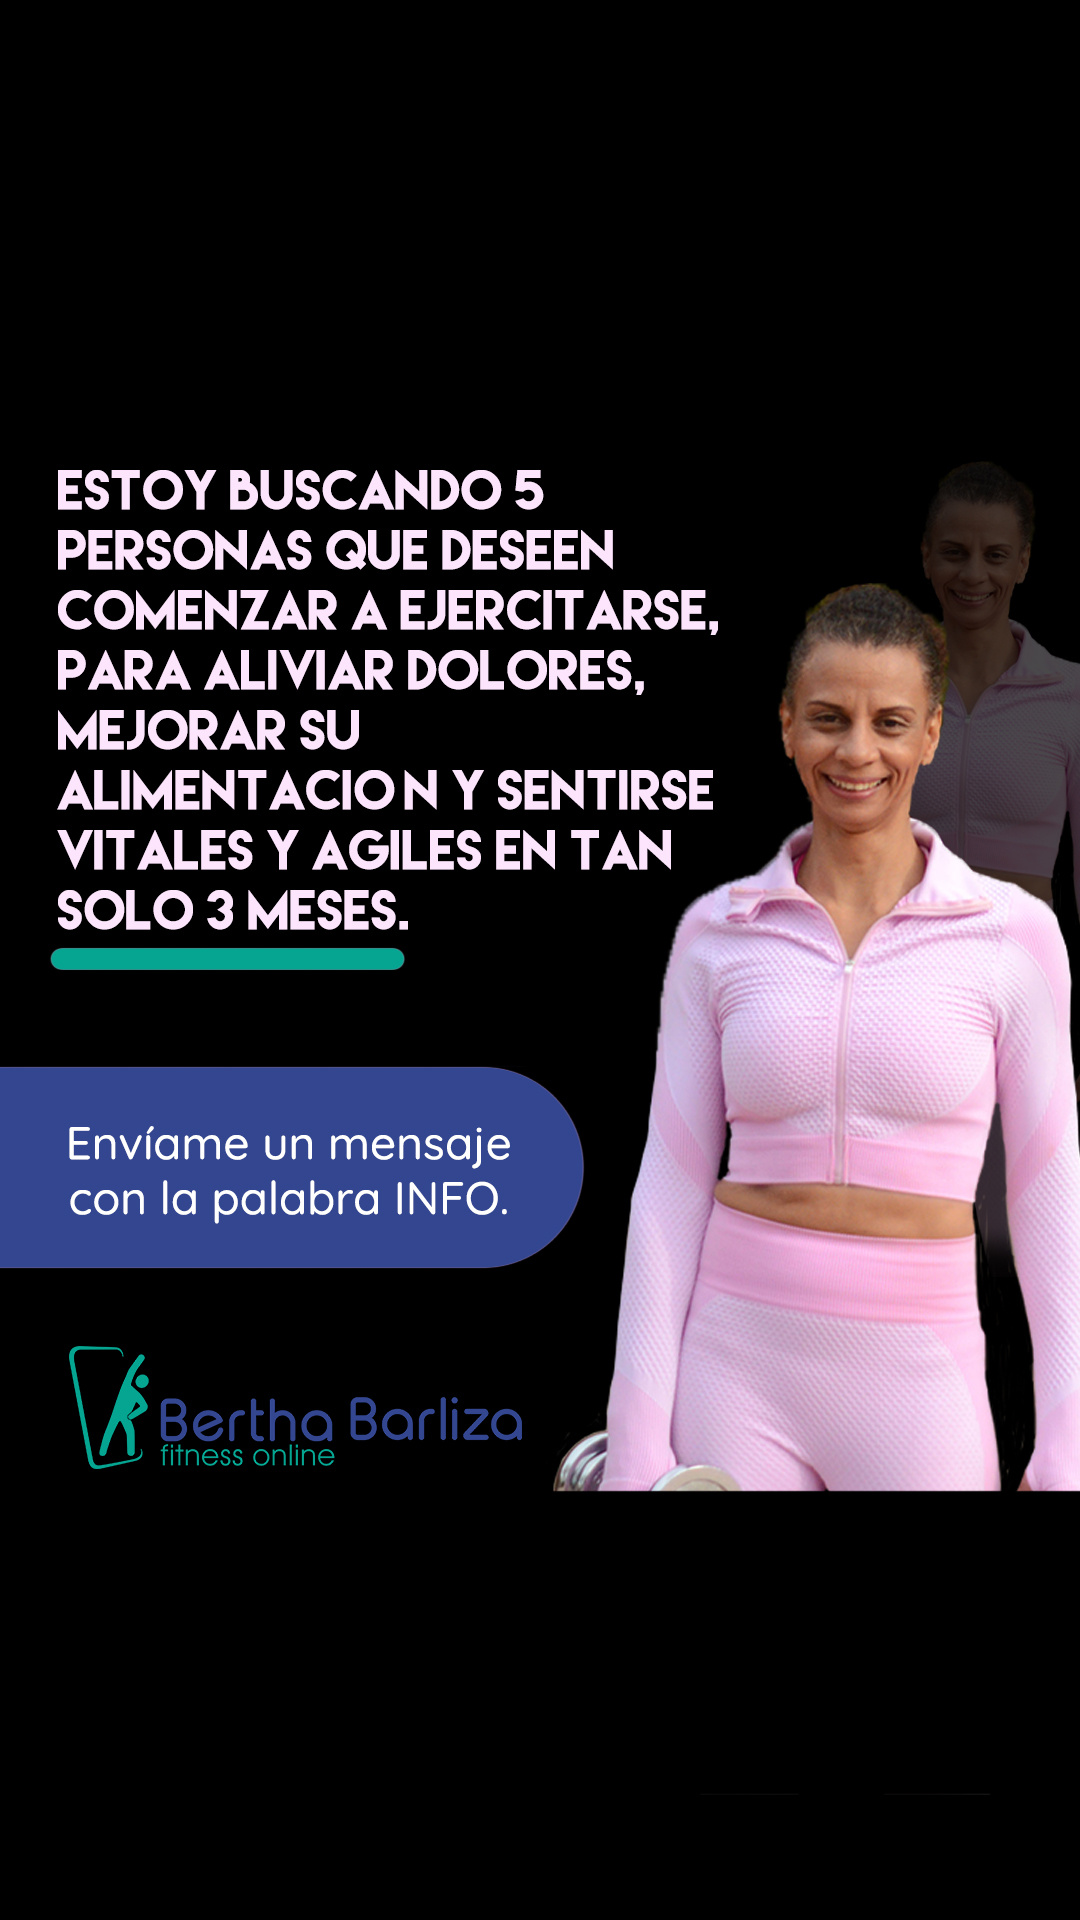 ESTOY BUSCANDO 5
PERSONAS QUE DESEEN
COMENZAR A EJERCITARSE,
PARA ALIVIAR DOLORES,
MEJORAR SU
ALIMENTACIO N Y SENTIRSE
VITALES Y AGILES EN TAN
SOLO 3 MESES.
Envíame un mensaje
con la palabra INFO.
Bertha Barliza
fitness online